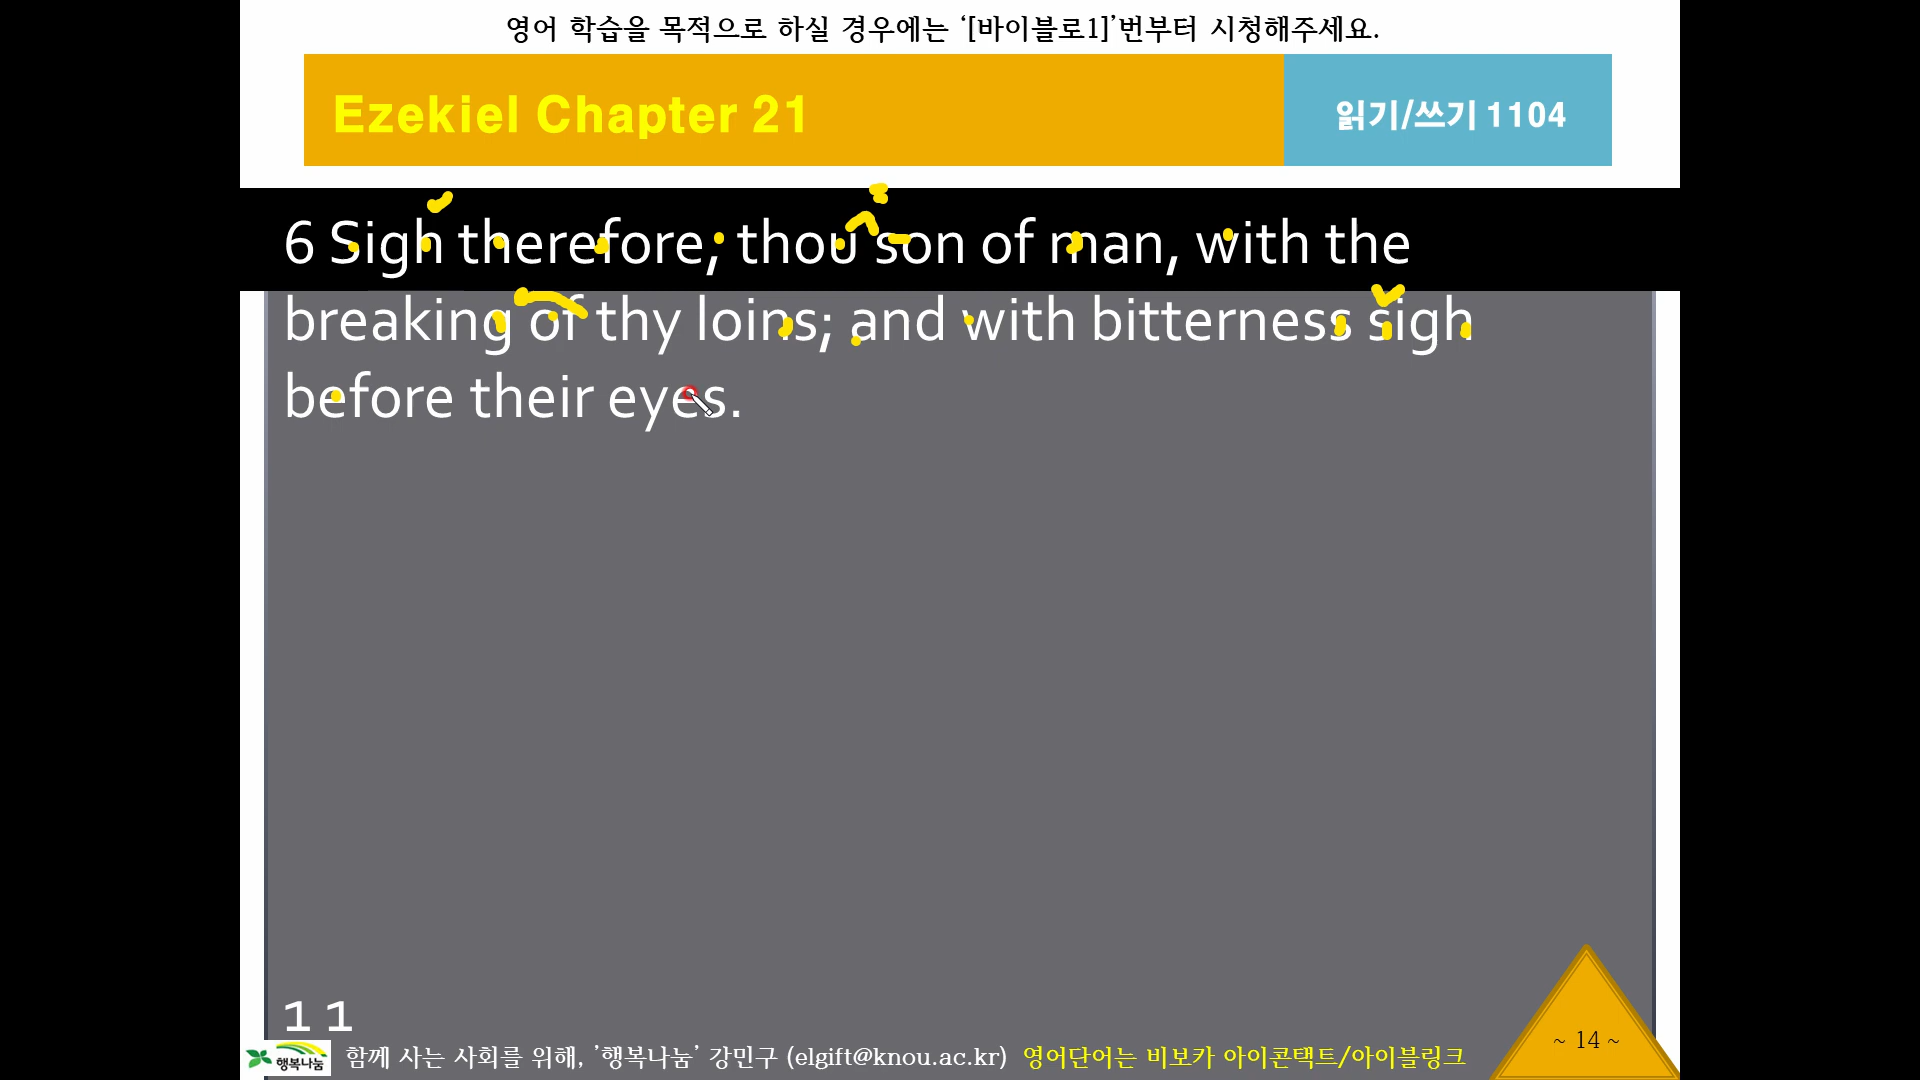 영어 학습을 목적으로 하실 경우에는 ‘[바이블로1]’번부터 시청해주세요.
Ezekiel Chapter 21
읽기/쓰기 1104
6 Sigh therefore; thou son of man, with the
breaking of thy loins; and with bitterness sigh
before their eyes.
11
~ 14 ~
행복나눔
함께 사는 사회를 위해, ’행복나눔’ 강민구 (elgift@knou.ac.kr) 영어단어는 비보카 아이콘택트/아이블링크